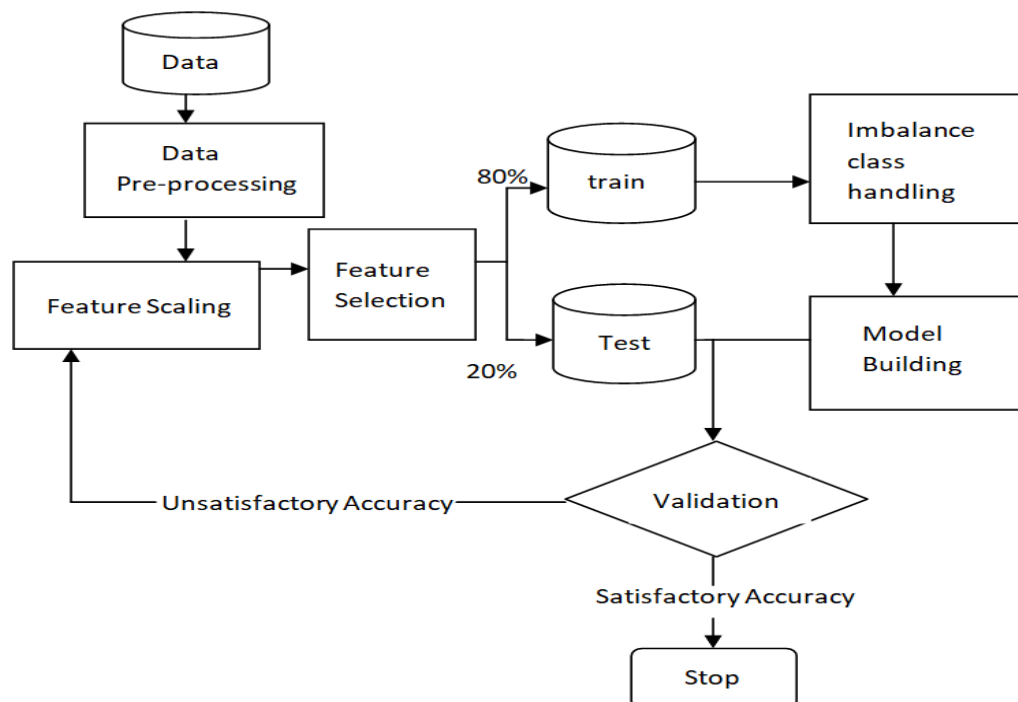 Data
Data
Pre-processing
Feature Scaling
Feature
Selection
80%
20%
train
Test
Imbalance
class
handling
Model
Building
Validation
Unsatisfactory Accuracy
Satisfactory Accuracy
Stop